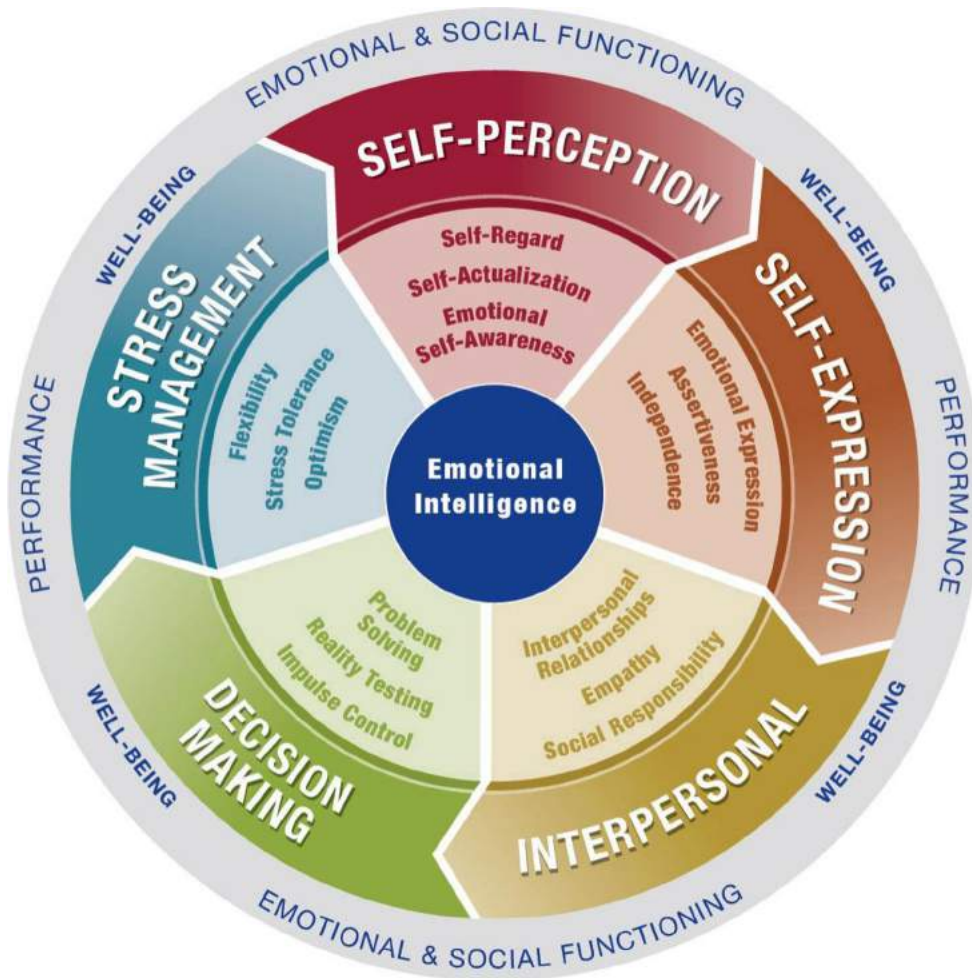 EMOTIONAL & SOCIAL FUNCTIONING
WELL-BEING
WELL-BEING
PERFORMANCE
PERFORMANCE
WELL-BEING
WELL-BEING
EMOTIONAL & SOCIAL FUNCTIONING
SELF-PERCEPTION
Self-Regard
Self-Actualization
Emotional
Self-Awareness
SELF-EXPRESSION
Emotional Expression
Assertiveness
Independence
INTERPERSONAL
Interpersonal
Relationships
Empathy
Social Responsibility
DECISION
MAKING
Problem
Solving
Reality Testing
Impulse Control
STRESS
MANAGEMENT
Flexibility
Stress Tolerance
Optimism
Emotional
Intelligence